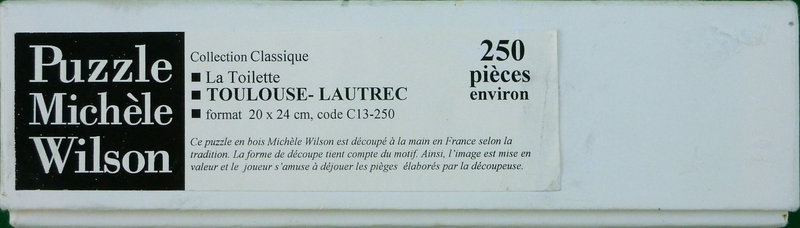 Puzzle
Michèle
Wilson
Collection Classique
■ La Toilette
■ TOULOUSE- LAUTREC
■ format 20 x 24 cm, code C13-250
250
pièces
environ
Ce puzzle en bois Michèle Wilson est découpé à la main en France selon la
tradition. La forme de découpe tient compte du motif. Ainsi, l'image est mise en
valeur et le joueur s'amuse à déjouer les pièges élaborés par la découpeuse.